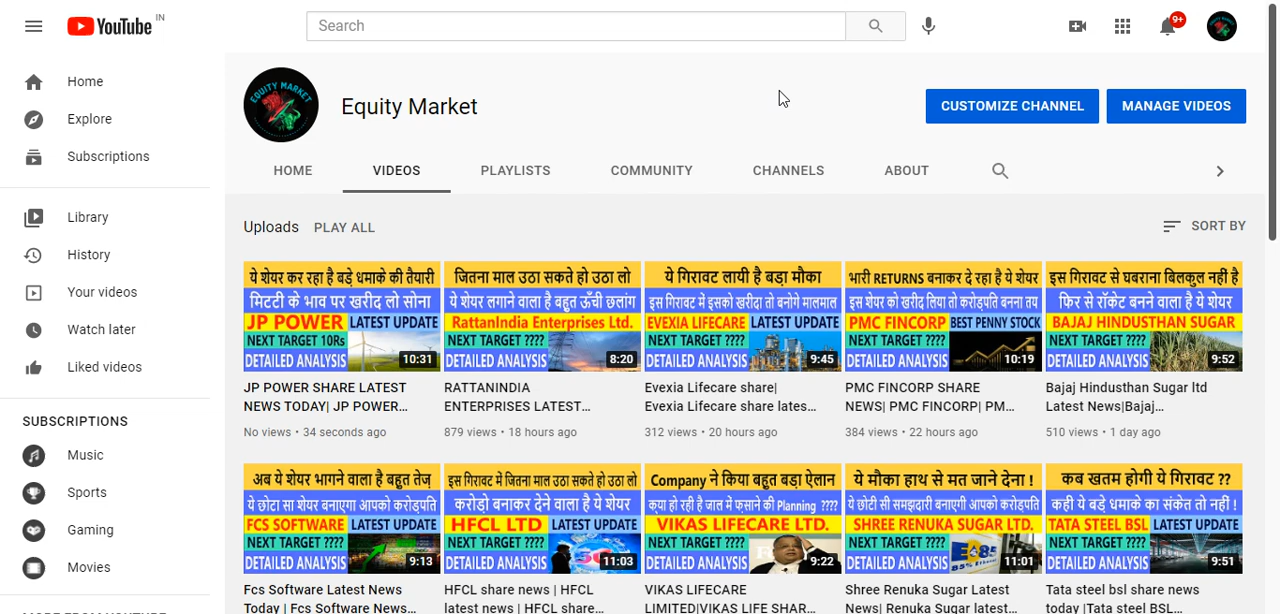 YouTube IN
Search
9+
Home
Explore
Subscriptions
Library
History
Your videos
Watch later
Liked videos
SUBSCRIPTIONS
Music
Sports
Gaming
Movies
EQUITY MARKET
Equity Market
CUSTOMIZE CHANNEL
MANAGE VIDEOS
HOME
VIDEOS
PLAYLISTS
COMMUNITY
CHANNELS
ABOUT
Uploads
PLAY ALL
SORT BY
ये शेयर कर रहा है बड़े धमाके की तैयारी
मिटटी के भाव पर खरीद लो सोना
JP POWER LATEST UPDATE
NEXT TARGET 10Rs
DETAILED ANALYSIS
10:31
JP POWER SHARE LATEST
NEWS TODAY| JP POWER...
No views • 34 seconds ago
जितना माल उठा सकते हो उठा लो
ये शेयर लगाने वाला है बहुत ऊँची छलांग
RattanIndia Enterprises Ltd.
NEXT TARGET ????
DETAILED ANALYSIS
8:20
RATTANINDIA
ENTERPRISES LATEST...
879 views • 18 hours ago
ये गिरावट लायी है बड़ा मौका
इस गिरावट में इसको खरीदा तो बनोगे मालमाल
EVEXIA LIFECARE LATEST UPDATE
NEXT TARGET ????
DETAILED ANALYSIS
9:45
Evexia Lifecare share|
Evexia Lifecare share lates...
312 views • 20 hours ago
भारी RETURNS बनाकर दे रहा है ये शेयर
इस शेयर को खरीद लिया तो करोड़पति बनना तय
PMC FINCORP BEST PENNY STOCK
NEXT TARGET ????
DETAILED ANALYSIS
10:19
PMC FINCORP SHARE
NEWS| PMC FINCORP| PM...
384 views • 22 hours ago
इस गिरावट से घबराना बिलकुल नहीं है
फिर से रॉकेट बनने वाला है ये शेयर
BAJAJ HINDUSTHAN SUGAR
NEXT TARGET ????
DETAILED ANALYSIS
9:52
Bajaj Hindusthan Sugar ltd
Latest News|Bajaj...
510 views • 1 day ago
अब ये शेयर भागने वाला है बहुत तेज़
ये छोटा सा शेयर बनाएगा आपको करोड़पति
FCS SOFTWARE LATEST UPDATE
NEXT TARGET ????
DETAILED ANALYSIS
9:13
Fcs Software Latest News
Today | Fcs Software News...
इस गिरावट में जितना माल उठा सकते हो उठा लो
करोड़ो बनाकर देने वाला है ये शेयर
HFCL LTD LATEST UPDATE
NEXT TARGET ????
DETAILED ANALYSIS
11:03
HFCL share news | HFCL
latest news | HFCL share...
Company ने किया बहुत बड़ा ऐलान
क्या हो रही है जाल में फ़साने की Planning ????
VIKAS LIFECARE LTD.
NEXT TARGET ????
DETAILED ANALYSIS
9:22
VIKAS LIFECARE
LIMITED|VIKAS LIFE SHAR...
ये मौका हाथ से मत जाने देना !
ये छोटी सी समझदारी बनाएगी आपको करोड़पति
SHREE RENUKA SUGAR LTD.
NEXT TARGET ????
DETAILED ANALYSIS
11:01
Shree Renuka Sugar Latest
News| Renuka Sugar latest...
कब खतम होगी ये गिरावट ??
कही ये बड़े धमाके का संकेत तो नहीं !
TATA STEEL BSL LATEST UPDATE
NEXT TARGET ????
DETAILED ANALYSIS
9:51
Tata steel bsl share news
today |Tata steel BSL...